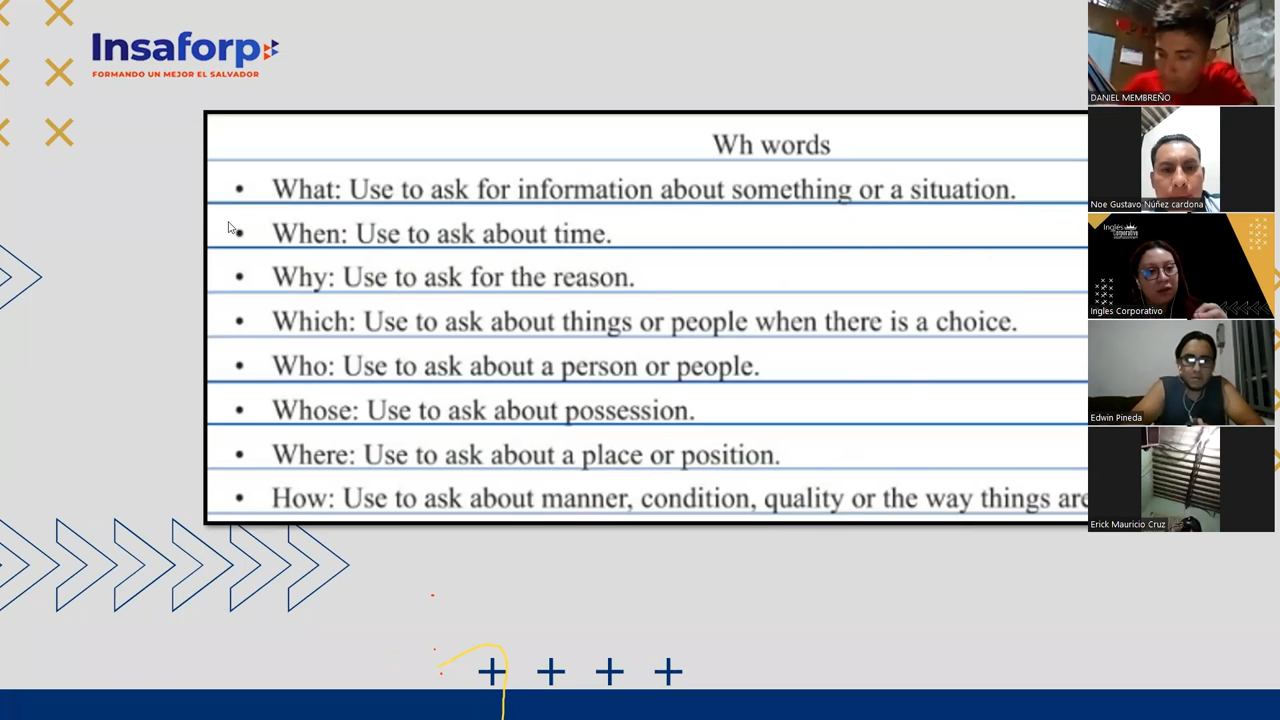 Insaforp
FORMANDO UN MEJOR EL SALVADOR
Wh words
• What: Use to ask for information about something or a situation.
• When: Use to ask about time.
• Why: Use to ask for the reason.
• Which: Use to ask about things or people when there is a choice.
• Who: Use to ask about a person or people.
• Whose: Use to ask about possession.
• Where: Use to ask about a place or position.
• How: Use to ask about manner, condition, quality or the way things are
DANIEL MEMBREÑO
Noe Gustavo Núñez cardona
Inglés
Corporativo
Ingles Corporativo
Edwin Pineda
Erick Mauricio Cruz